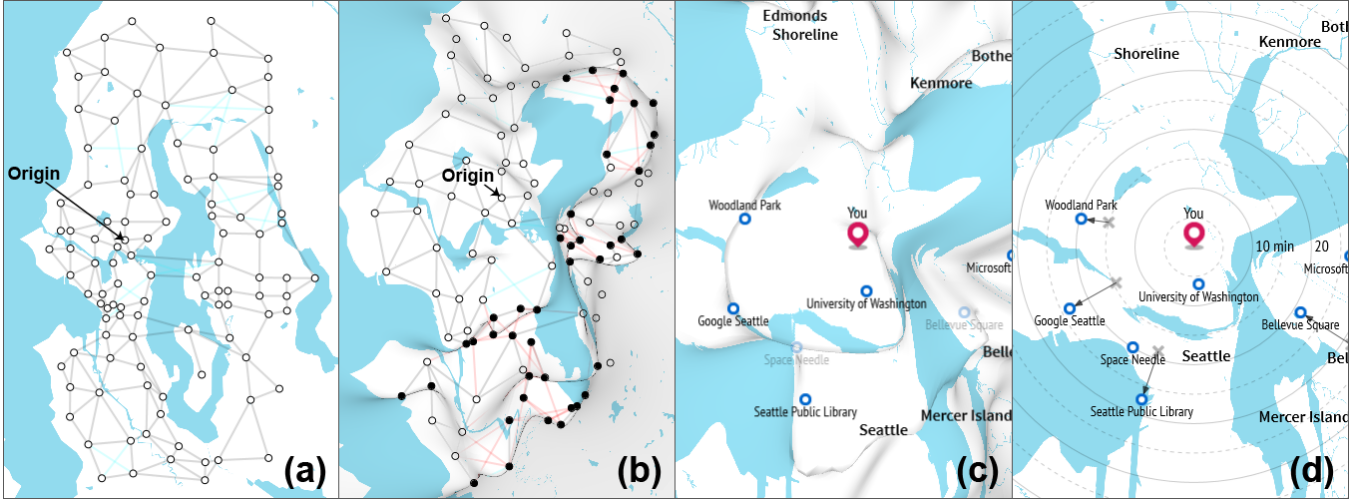 Origin
(a)
Origin
(b)
Edmonds
Shoreline
Bothe
Kenmore
Woodland Park
You
Microsoft
University of Washington
Google Seattle
Bellevue Square
Space Needle
Belle
Seattle Public Library
Mercer Island
Seattle
(c)
Both
Kenmore
Shoreline
Woodland Park
You
10 min
20
Microsoft
University of Washington
Google Seattle
Bellevue Square
Space Needle
Seattle
Bel
Seattle Public Library
Mercer Island
(d)